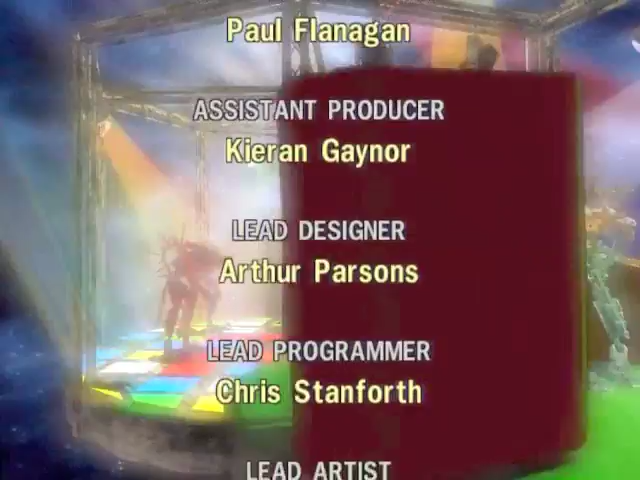 Paul Flanagan
ASSISTANT PRODUCER
Kieran Gaynor
LEAD DESIGNER
Arthur Parsons
LEAD PROGRAMMER
Chris Stanforth
LEAD ARTIST